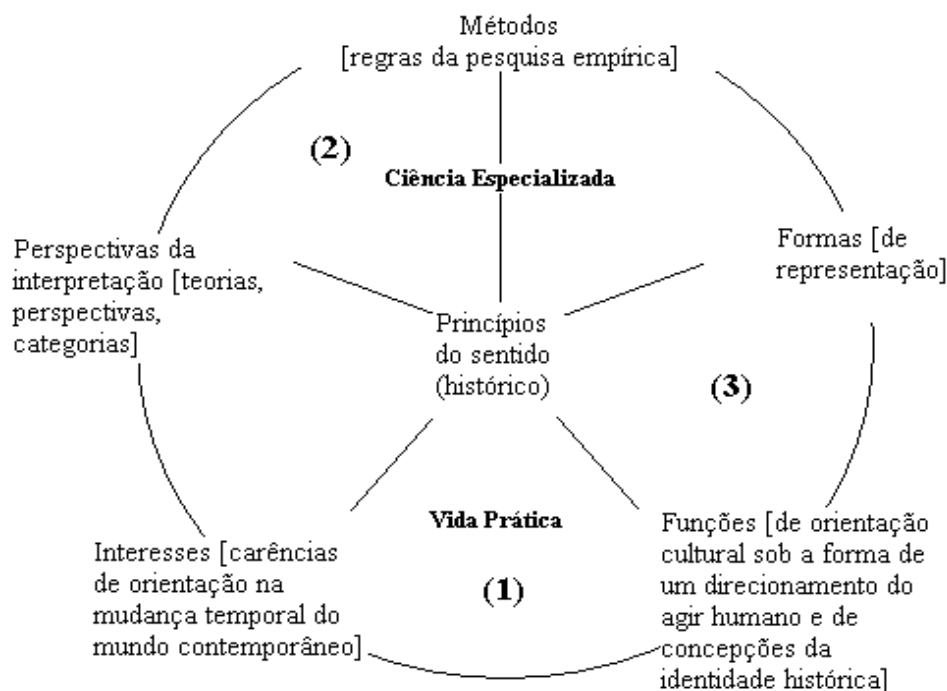 Métodos
[regras da pesquisa empírica]
(2)
Ciência Especializada
Perspectivas da
interpretação [teorias,
perspectivas,
categorias]
Formas [de
representação]
Princípios
do sentido
(histórico)
(3)
Vida Prática
Interesses [carências
de orientação na
mudança temporal do
mundo contemporâneo]
(1)
Funções [de orientação
cultural sob a forma de
um direcionamento do
agir humano e de
concepções da
identidade histórica]